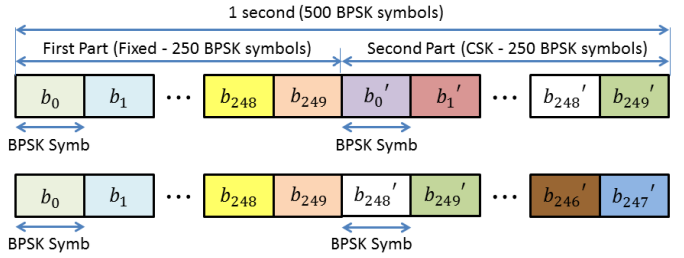 1 second (500 BPSK symbols)
First Part (Fixed - 250 BPSK symbols) Second Part (CSK - 250 BPSK symbols)
b₀ b₁ ··· b₂₄₈ b₂₄₉ b₀′ b₁′ ··· b₂₄₈′ b₂₄₉′
BPSK Symb BPSK Symb
b₀ b₁ ··· b₂₄₈ b₂₄₉ b₂₄₈′ b₂₄₉′ ··· b₂₄₆′ b₂₄₇′
BPSK Symb BPSK Symb